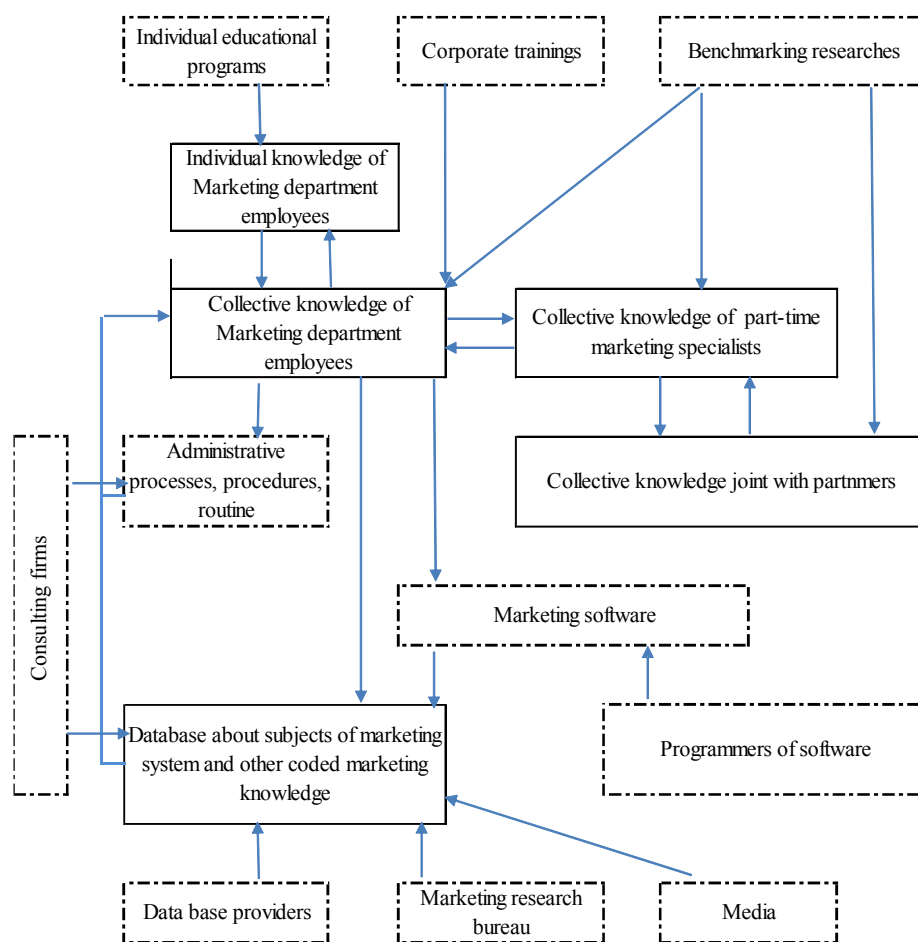 Individual educational
programs
Corporate trainings
Benchmarking researches
Individual knowledge of
Marketing department
employees
Collective knowledge of
Marketing department
employees
Collective knowledge of part-time
marketing specialists
Administrative
processes, procedures,
routine
Collective knowledge joint with partnmers
Consulting firms
Marketing software
Database about subjects of marketing
system and other coded marketing
knowledge
Programmers of software
Data base providers
Marketing research
bureau
Media